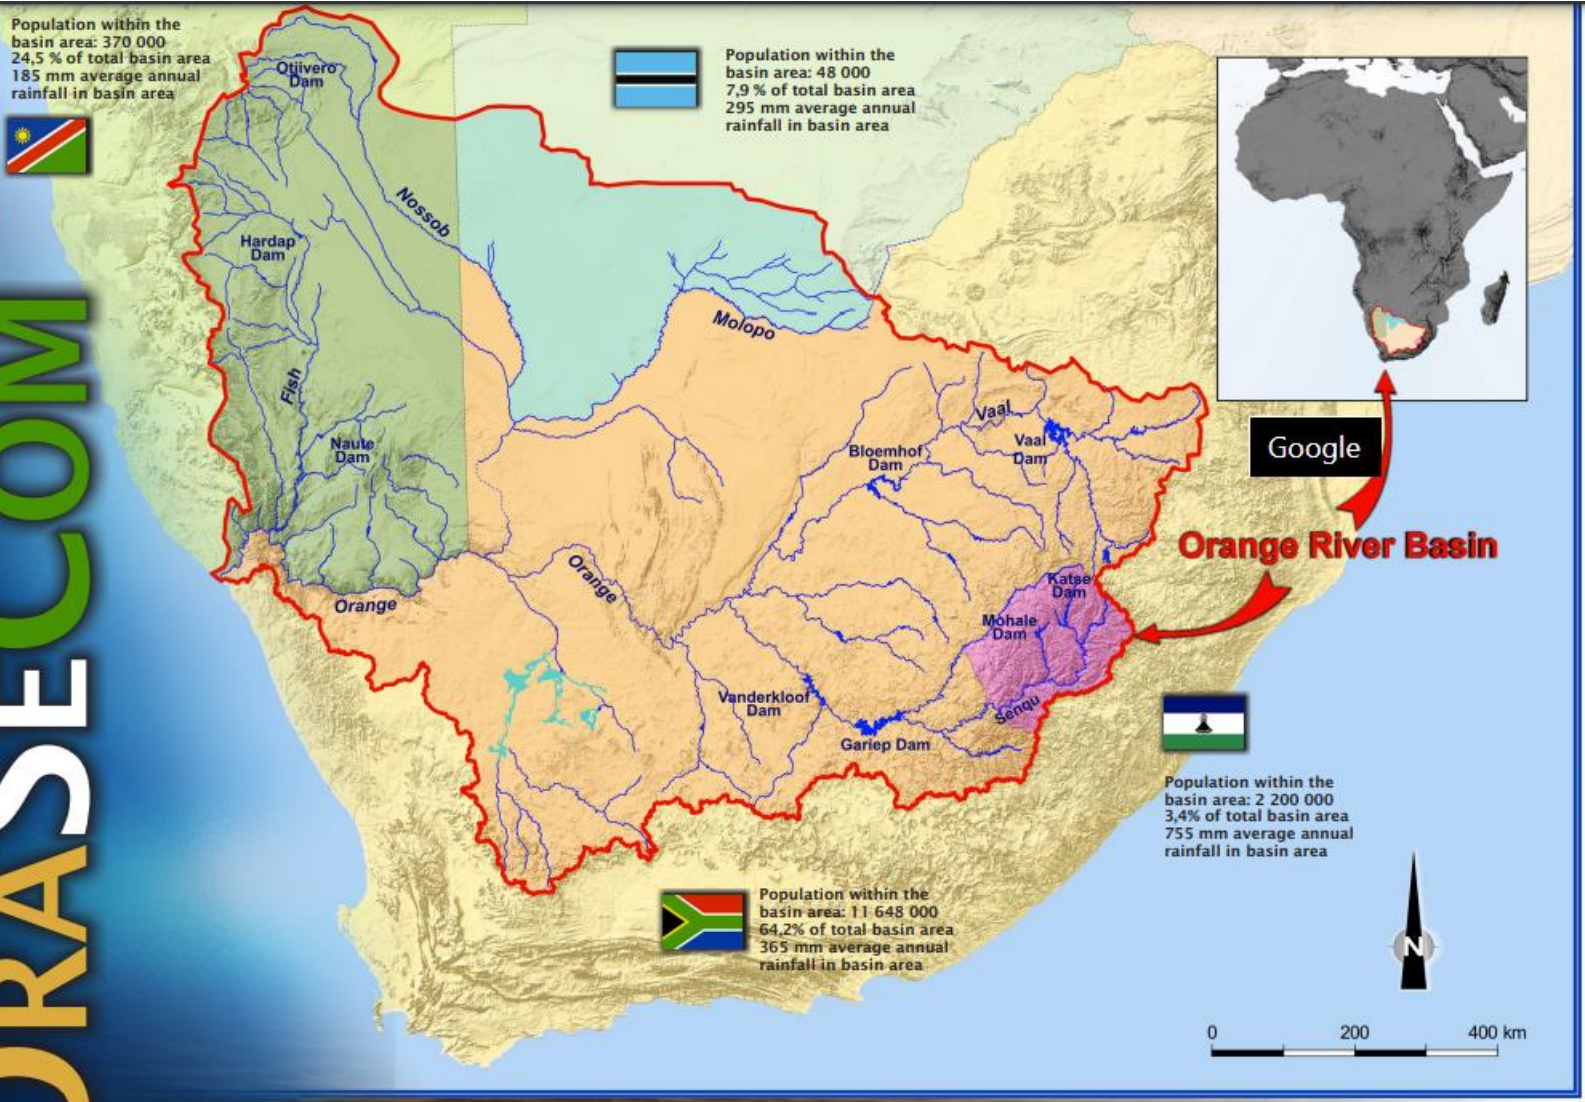 Population within the
basin area: 370 000
24,5 % of total basin area
185 mm average annual
rainfall in basin area
Population within the
basin area: 48 000
7,9 % of total basin area
295 mm average annual
rainfall in basin area
Otjivero
Dam
Nossob
Hardap
Dam
Molopo
Fish
Naute
Dam
Vaal
Vaal
Dam
Bloemhof
Dam
Google
Orange River Basin
Orange
Orange
Katse
Dam
Mohale
Dam
Senqu
Vanderkloof
Dam
Gariep Dam
Population within the
basin area: 2 200 000
3,4% of total basin area
755 mm average annual
rainfall in basin area
Population within the
basin area: 11 648 000
64,2% of total basin area
365 mm average annual
rainfall in basin area
N
0 200 400 km
ORASECOM